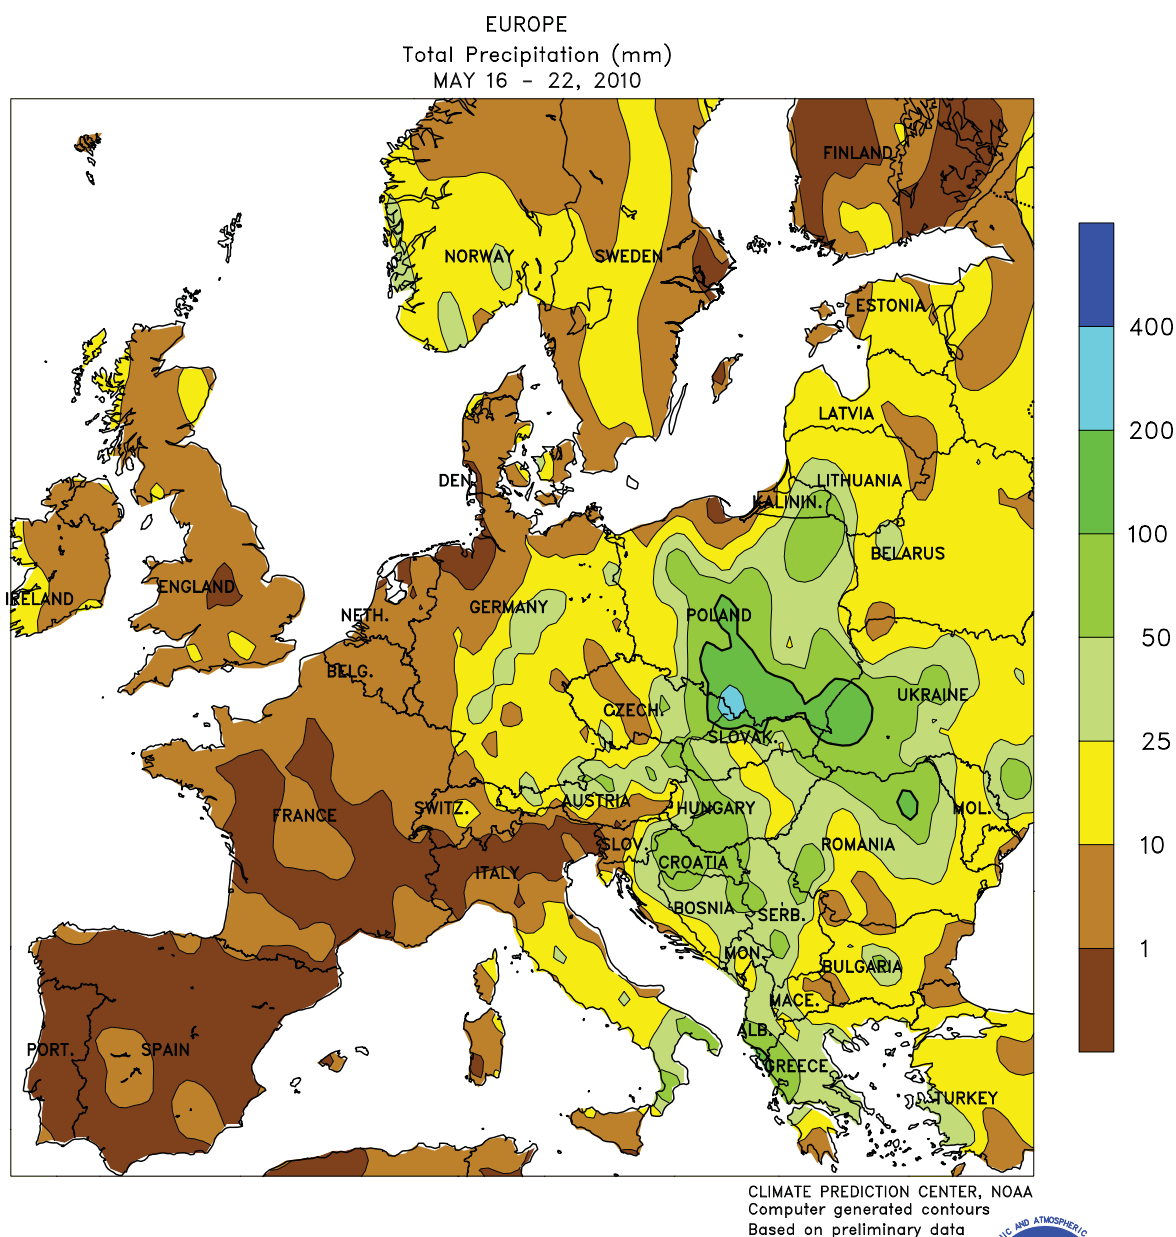 EUROPE
Total Precipitation (mm)
MAY 16 – 22, 2010
FINLAND
NORWAY
SWEDEN
ESTONIA
400
LATVIA
200
DEN.
LITHUANIA
KALININ.
100
BELARUS
IRELAND
ENGLAND
NETH.
GERMANY
POLAND
50
BELG.
UKRAINE
CZECH.
SLOVAK.
25
FRANCE
SWITZ.
AUSTRIA
HUNGARY
MOL.
SLOV.
ROMANIA
10
ITALY
CROATIA
BOSNIA
SERB.
MON.
BULGARIA
1
MACE.
PORT.
SPAIN
ALB.
GREECE
TURKEY
CLIMATE PREDICTION CENTER, NOAA
Computer generated contours
Based on preliminary data
AND ATMOSPHERIC